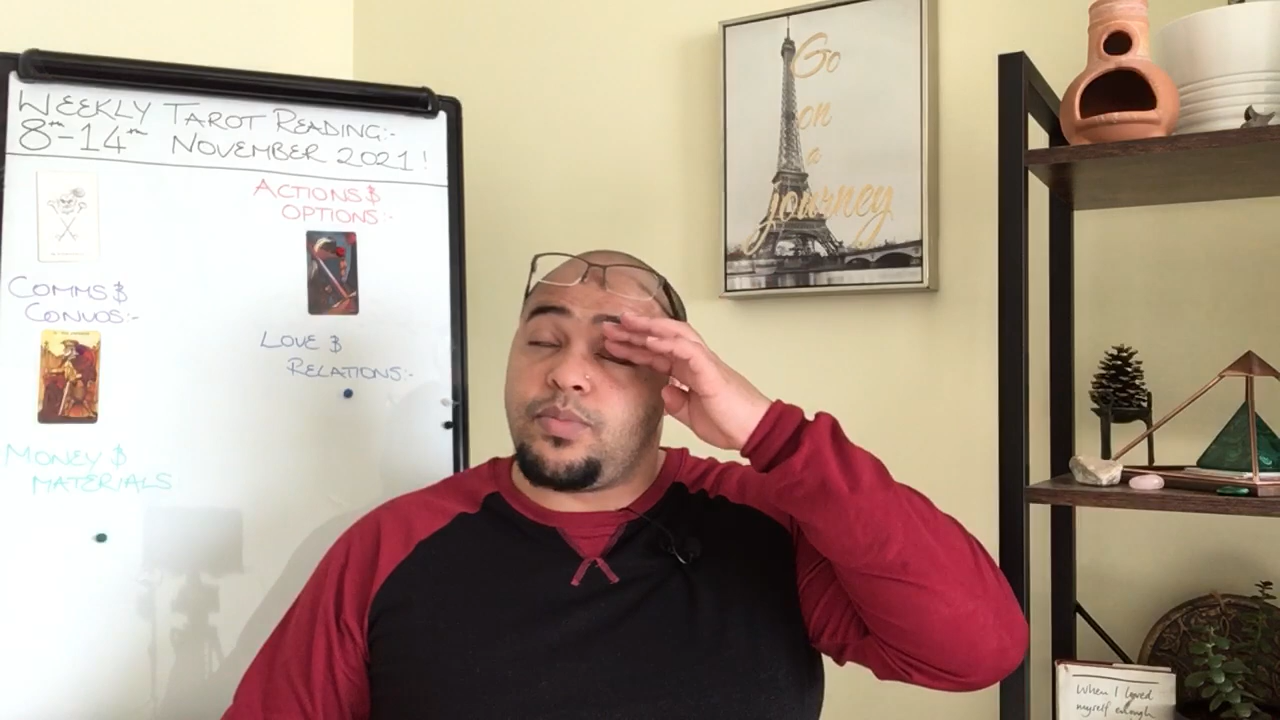 WEEKLY TAROT READING:-
8TH-14TH NOVEMBER 2021!
ACTIONS &
OPTIONS:-
COMMS &
CONVOS:-
LOVE &
RELATIONS:-
MONEY &
MATERIALS
Go
on
a
journey
When I loved
myself enough